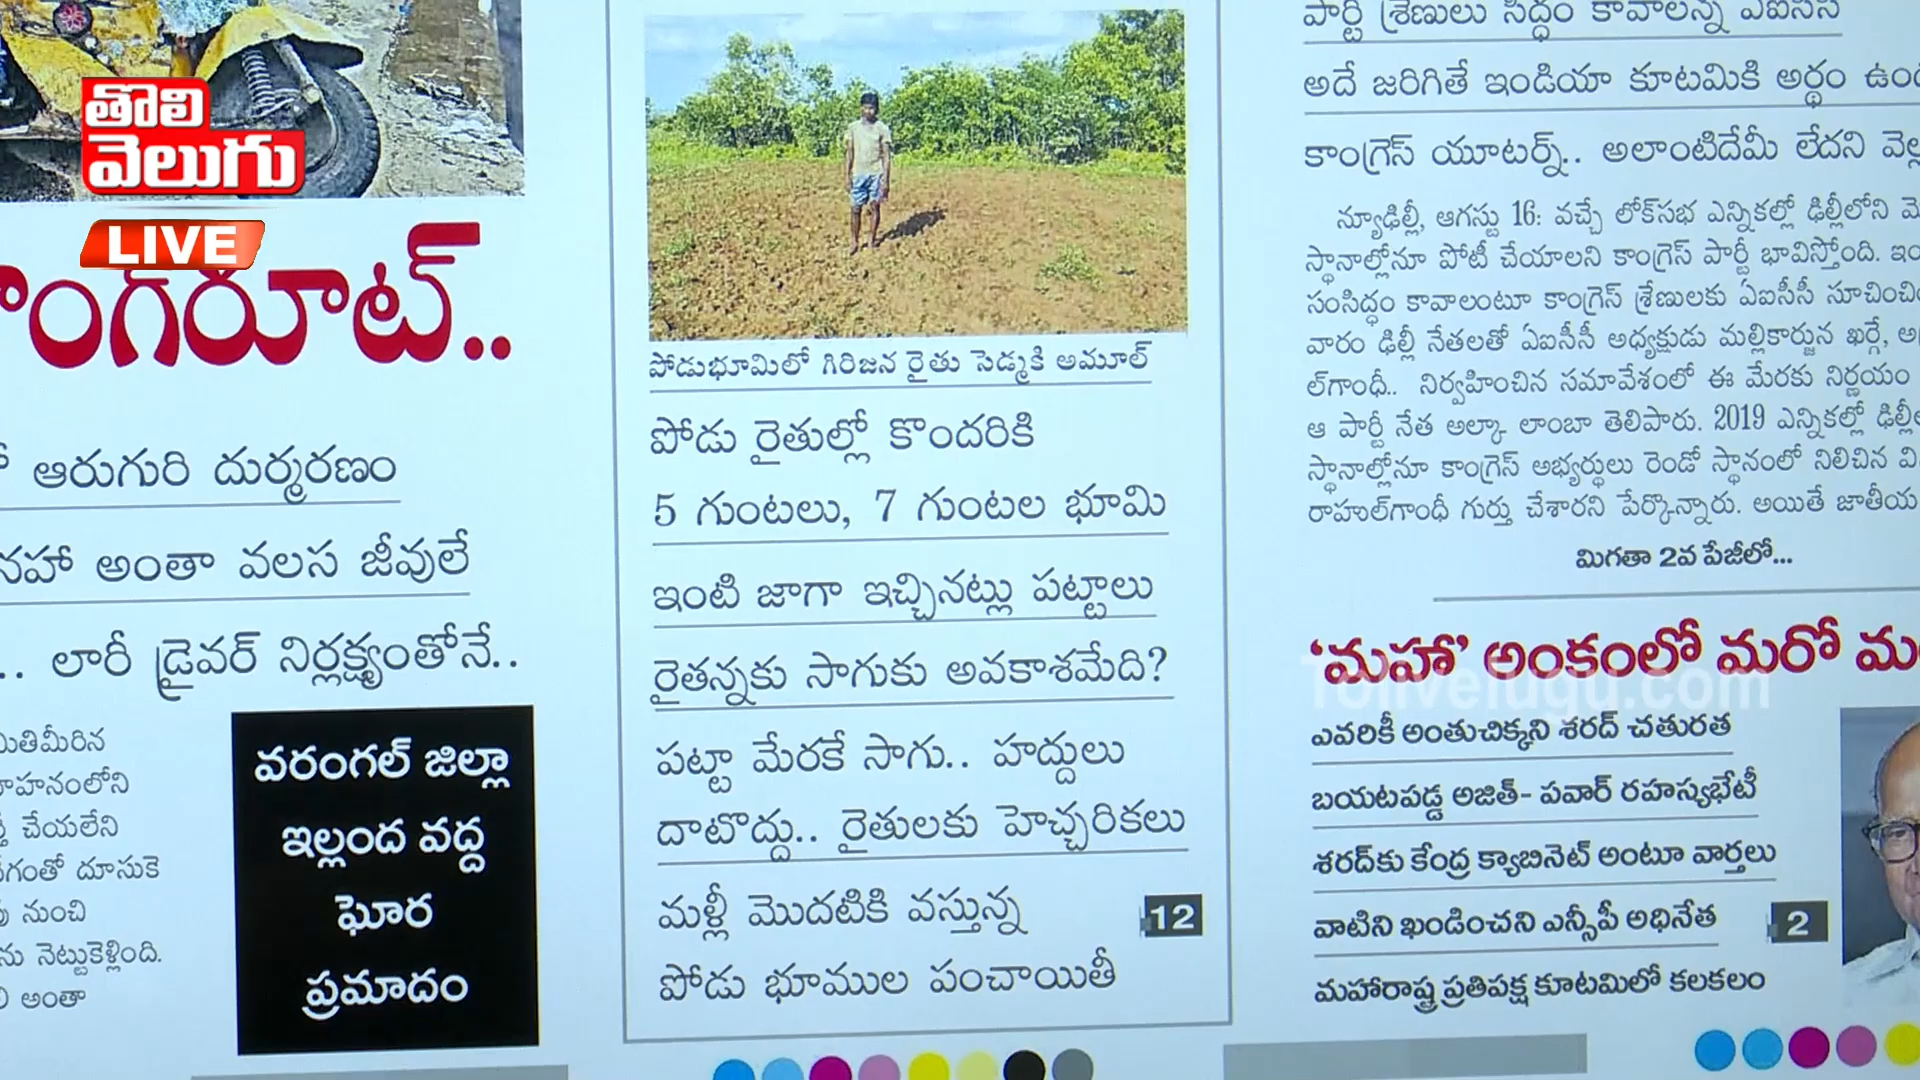 తొలి
వెలుగు
LIVE
ాంగ్‌రూట్..
ఆరుగురి దుర్మరణం
అంతా వలస జీవులే
.. లారీ డ్రైవర్ నిర్లక్ష్యంతోనే..
మితిమీరిన
వాహనంలోని
చేయలేని
దూసుకె
నుంచి
నెట్టుకెళ్లింది.
అంతా
వరంగల్ జిల్లా
ఇల్లంద వద్ద
ఘోర
ప్రమాదం
పోడుభూమిలో గిరిజన రైతు సెడ్మకి అమూల్
పోడు రైతుల్లో కొందరికి
5 గుంటలు, 7 గుంటల భూమి
ఇంటి జాగా ఇచ్చినట్లు పట్టాలు
రైతన్నకు సాగుకు అవకాశమేది?
పట్టా మేరకే సాగు.. హద్దులు
దాటొద్దు.. రైతులకు హెచ్చరికలు
మళ్లీ మొదటికి వస్తున్న
పోడు భూముల పంచాయితీ
12
పార్టీ శ్రేణులు సిద్ధం కావాలన్న ఏఐసీసీ
అదే జరిగితే ఇండియా కూటమికి అర్థం
కాంగ్రెస్ యూటర్న్.. అలాంటిదేమీ లేదని
న్యూఢిల్లీ, ఆగస్టు 16: వచ్చే లోక్‌సభ ఎన్నికల్లో ఢిల్లీలోని
స్థానాల్లోనూ పోటీ చేయాలని కాంగ్రెస్ పార్టీ భావిస్తోంది.
సంసిద్ధం కావాలంటూ కాంగ్రెస్ శ్రేణులకు ఏఐసీసీ
వారం ఢిల్లీ నేతలతో ఏఐసీసీ అధ్యక్షుడు మల్లికార్జున ఖర్గే,
ల్‌గాంధీ.. నిర్వహించిన సమావేశంలో ఈ మేరకు నిర్ణయం
ఆ పార్టీ నేత అల్కా లాంబా తెలిపారు. 2019 ఎన్నికల్లో
స్థానాల్లోనూ కాంగ్రెస్ అభ్యర్థులు రెండో స్థానంలో నిలిచిన
రాహుల్‌గాంధీ గుర్తు చేశారని పేర్కొన్నారు. అయితే జాతీయ
మిగతా 2వ పేజీలో...
‘మహా’ అంకంలో మరో
Tolivelugu.com
ఎవరికీ అంతుచిక్కని శరద్ చతురత
బయటపడ్డ అజిత్- పవార్ రహస్యభేటీ
శరద్‌కు కేంద్ర క్యాబినెట్ అంటూ వార్తలు
వాటిని ఖండించని ఎన్సీపీ అధినేత
మహారాష్ట్ర ప్రతిపక్ష కూటమిలో కలకలం
2